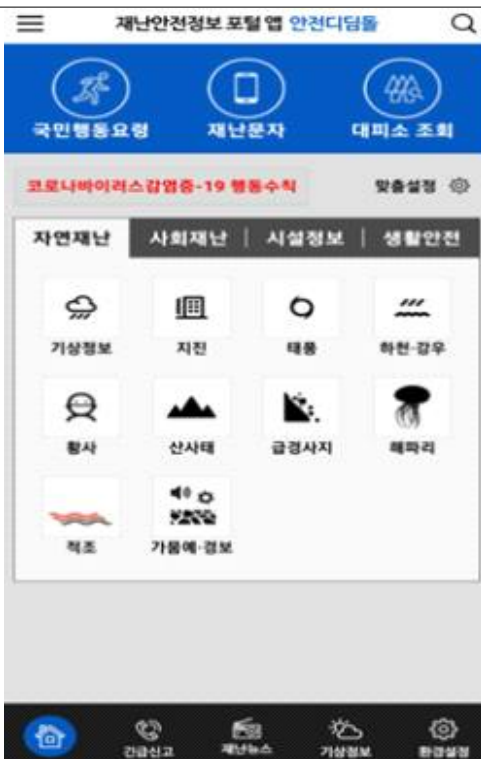 재난안전정보 포털 앱 안전디딤돌
국민행동요령 재난문자 대피소 조회
코로나바이러스감염증-19 행동수칙 맞춤설정
자연재난 사회재난 시설정보 생활안전
기상정보 지진 태풍 하천·강우
황사 산사태 급경사지 해파리
적조 가뭄예·경보
긴급신고 재난뉴스 기상정보 환경설정